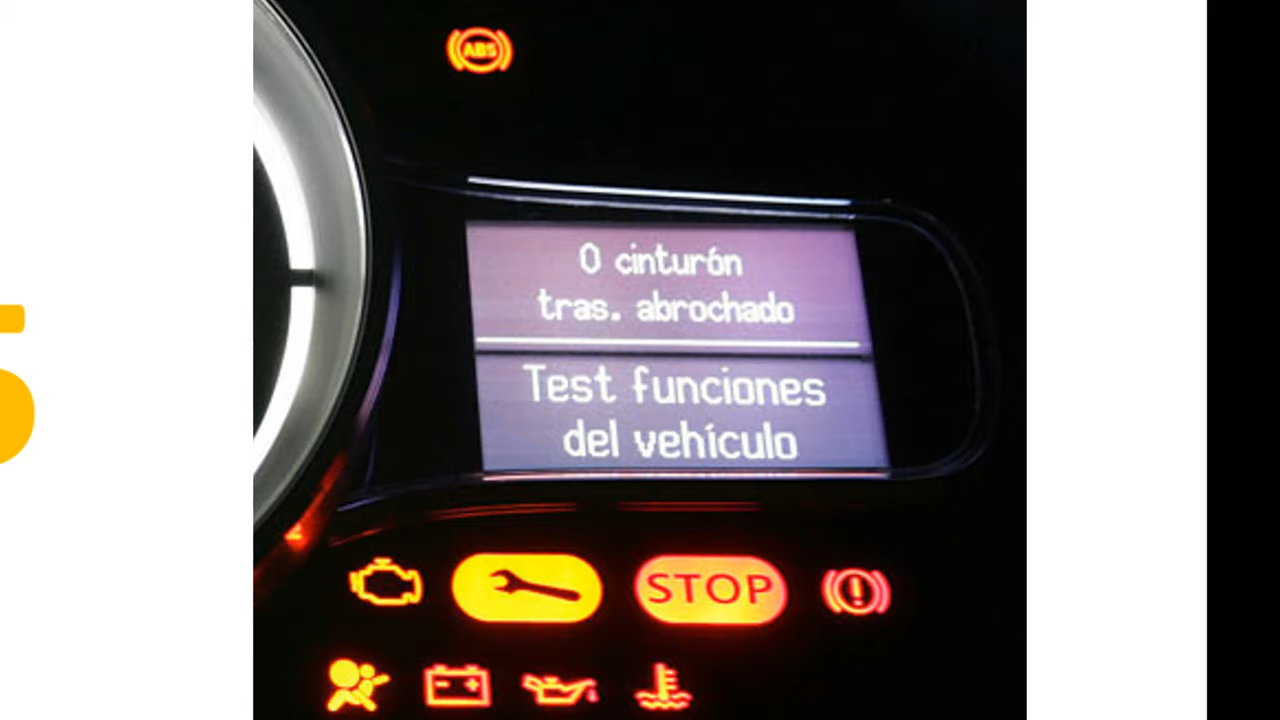 ABS
0 cinturón
tras. abrochado
Test funciones
del vehículo
STOP